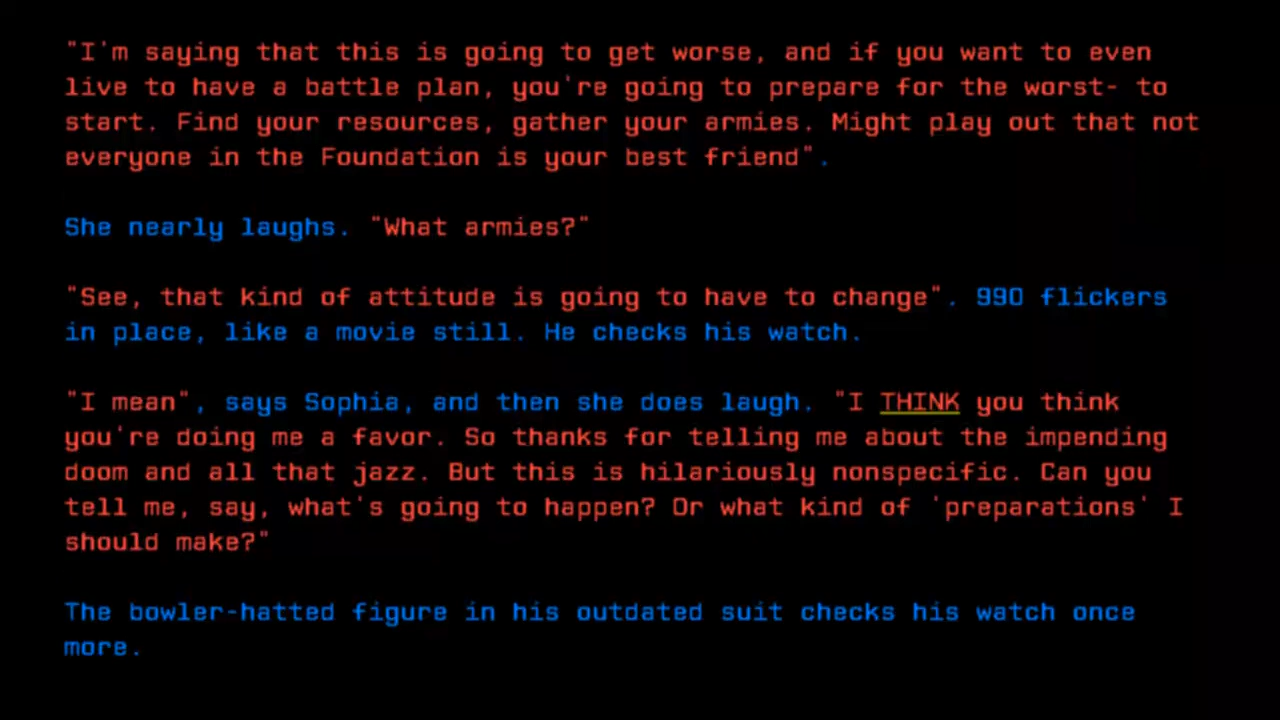 "I'm saying that this is going to get worse, and if you want to even
live to have a battle plan, you're going to prepare for the worst- to
start. Find your resources, gather your armies. Might play out that not
everyone in the Foundation is your best friend".
She nearly laughs. "What armies?"
"See, that kind of attitude is going to have to change". 990 flickers
in place, like a movie still. He checks his watch.
"I mean", says Sophia, and then she does laugh. "I THINK you think
you're doing me a favor. So thanks for telling me about the impending
doom and all that jazz. But this is hilariously nonspecific. Can you
tell me, say, what's going to happen? Or what kind of 'preparations' I
should make?"
The bowler-hatted figure in his outdated suit checks his watch once
more.